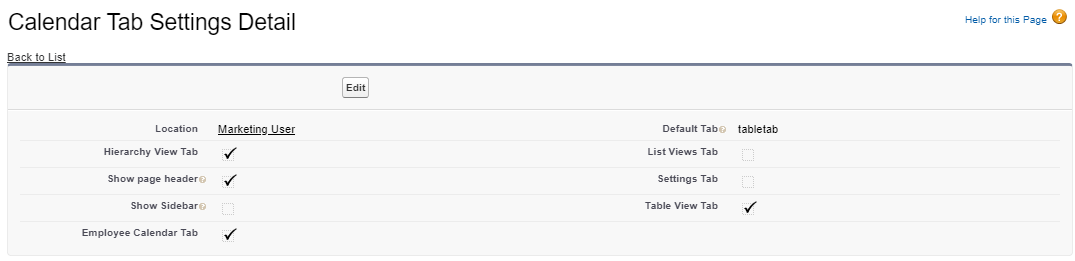 Calendar Tab Settings Detail
Help for this Page ?
Back to List
Edit
Location Marketing User Default Tab tabletab
Hierarchy View Tab List Views Tab
Show page header Settings Tab
Show Sidebar Table View Tab
Employee Calendar Tab